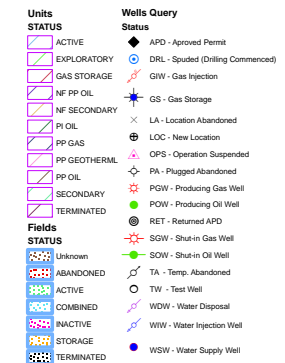 Units
STATUS
ACTIVE
EXPLORATORY
GAS STORAGE
NF PP OIL
NF SECONDARY
PI OIL
PP GAS
PP GEOTHERML
PP OIL
SECONDARY
TERMINATED
Fields
STATUS
Unknown
ABANDONED
ACTIVE
COMBINED
INACTIVE
STORAGE
TERMINATED
Wells Query
Status
APD - Aproved Permit
DRL - Spuded (Drilling Commenced)
GIW - Gas Injection
GS - Gas Storage
LA - Location Abandoned
LOC - New Location
OPS - Operation Suspended
PA - Plugged Abandoned
PGW - Producing Gas Well
POW - Producing Oil Well
RET - Returned APD
SGW - Shut-in Gas Well
SOW - Shut-in Oil Well
TA - Temp. Abandoned
TW - Test Well
WDW - Water Disposal
WIW - Water Injection Well
WSW - Water Supply Well